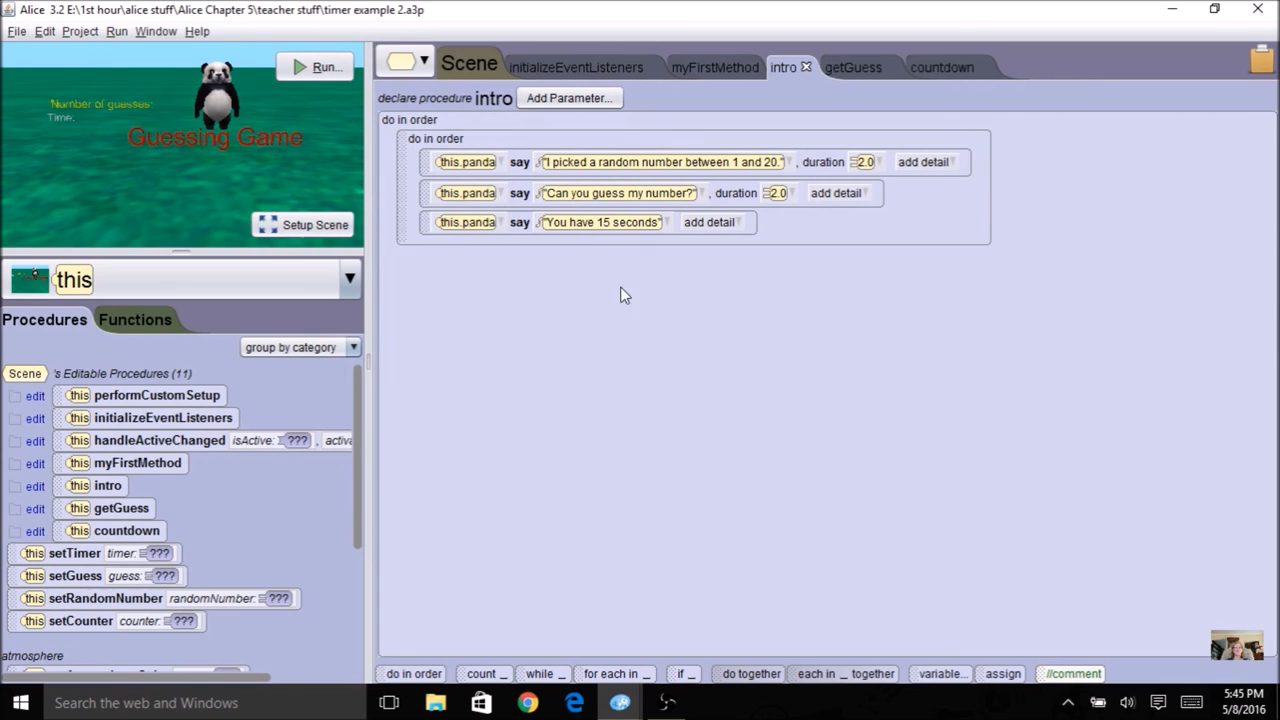 Alice 3.2 E:\1st hour\alice stuff\Alice Chapter 5\teacher stuff\timer example 2.a3p
File Edit Project Run Window Help
Run...
"Number of guesses:
Time.
Guessing Game
Setup Scene
this
Procedures Functions
group by category
Scene 's Editable Procedures (11)
edit this performCustomSetup
edit this initializeEventListeners
edit this handleActiveChanged isActive: ??? , activa
edit this myFirstMethod
edit this intro
edit this getGuess
edit this countdown
this setTimer timer: ???
this setGuess guess: ???
this setRandomNumber randomNumber: ???
this setCounter counter: ???
atmosphere
Scene initializeEventListeners myFirstMethod intro getGuess countdown
declare procedure intro Add Parameter...
do in order
do in order
this.panda say "I picked a random number between 1 and 20." , duration 2.0 add detail
this.panda say "Can you guess my number?" , duration 2.0 add detail
this.panda say "You have 15 seconds" add detail
do in order count _ while _ for each in _ if _ do together each in _ together variable... assign //comment
Search the web and Windows
5:45 PM
5/8/2016